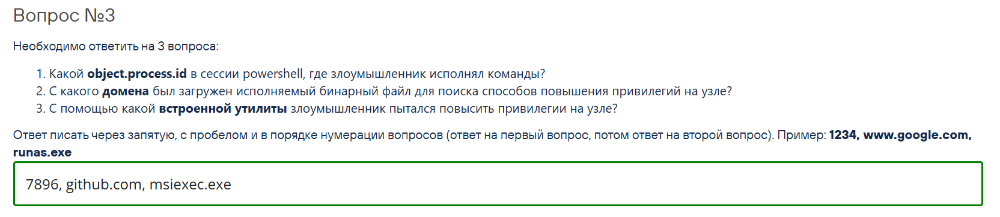 Вопрос №3
Необходимо ответить на 3 вопроса:
1. Какой object.process.id в сессии powershell, где злоумышленник исполнял команды?
2. С какого домена был загружен исполняемый бинарный файл для поиска способов повышения привилегий на узле?
3. С помощью какой встроенной утилиты злоумышленник пытался повысить привилегии на узле?
Ответ писать через запятую, с пробелом и в порядке нумерации вопросов (ответ на первый вопрос, потом ответ на второй вопрос). Пример: 1234, www.google.com,
runas.exe
7896, github.com, msiexec.exe